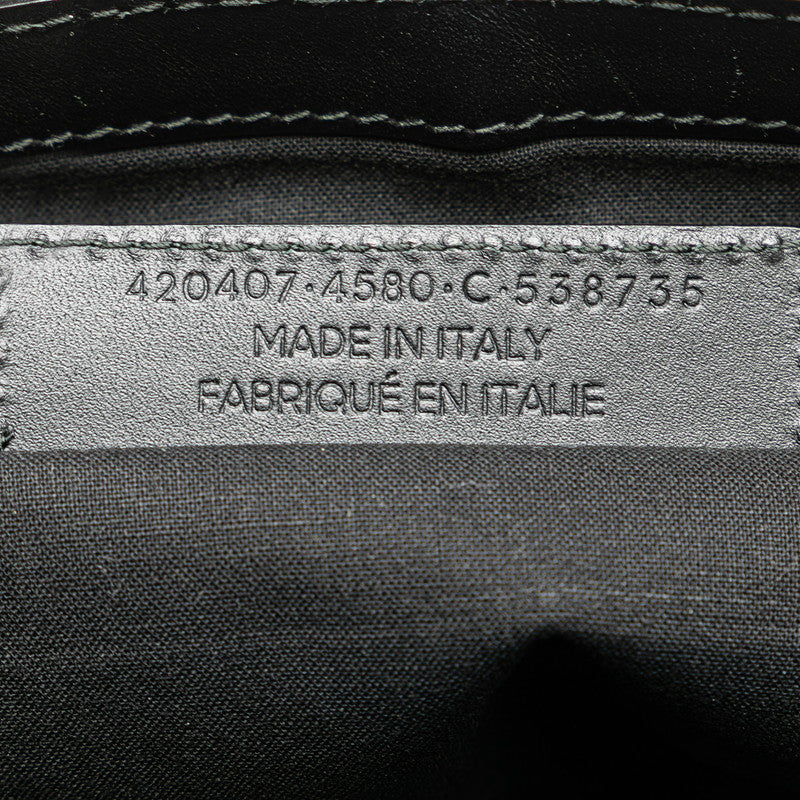 420407·4580·C·538735
MADE IN ITALY
FABRIQUÉ EN ITALIE